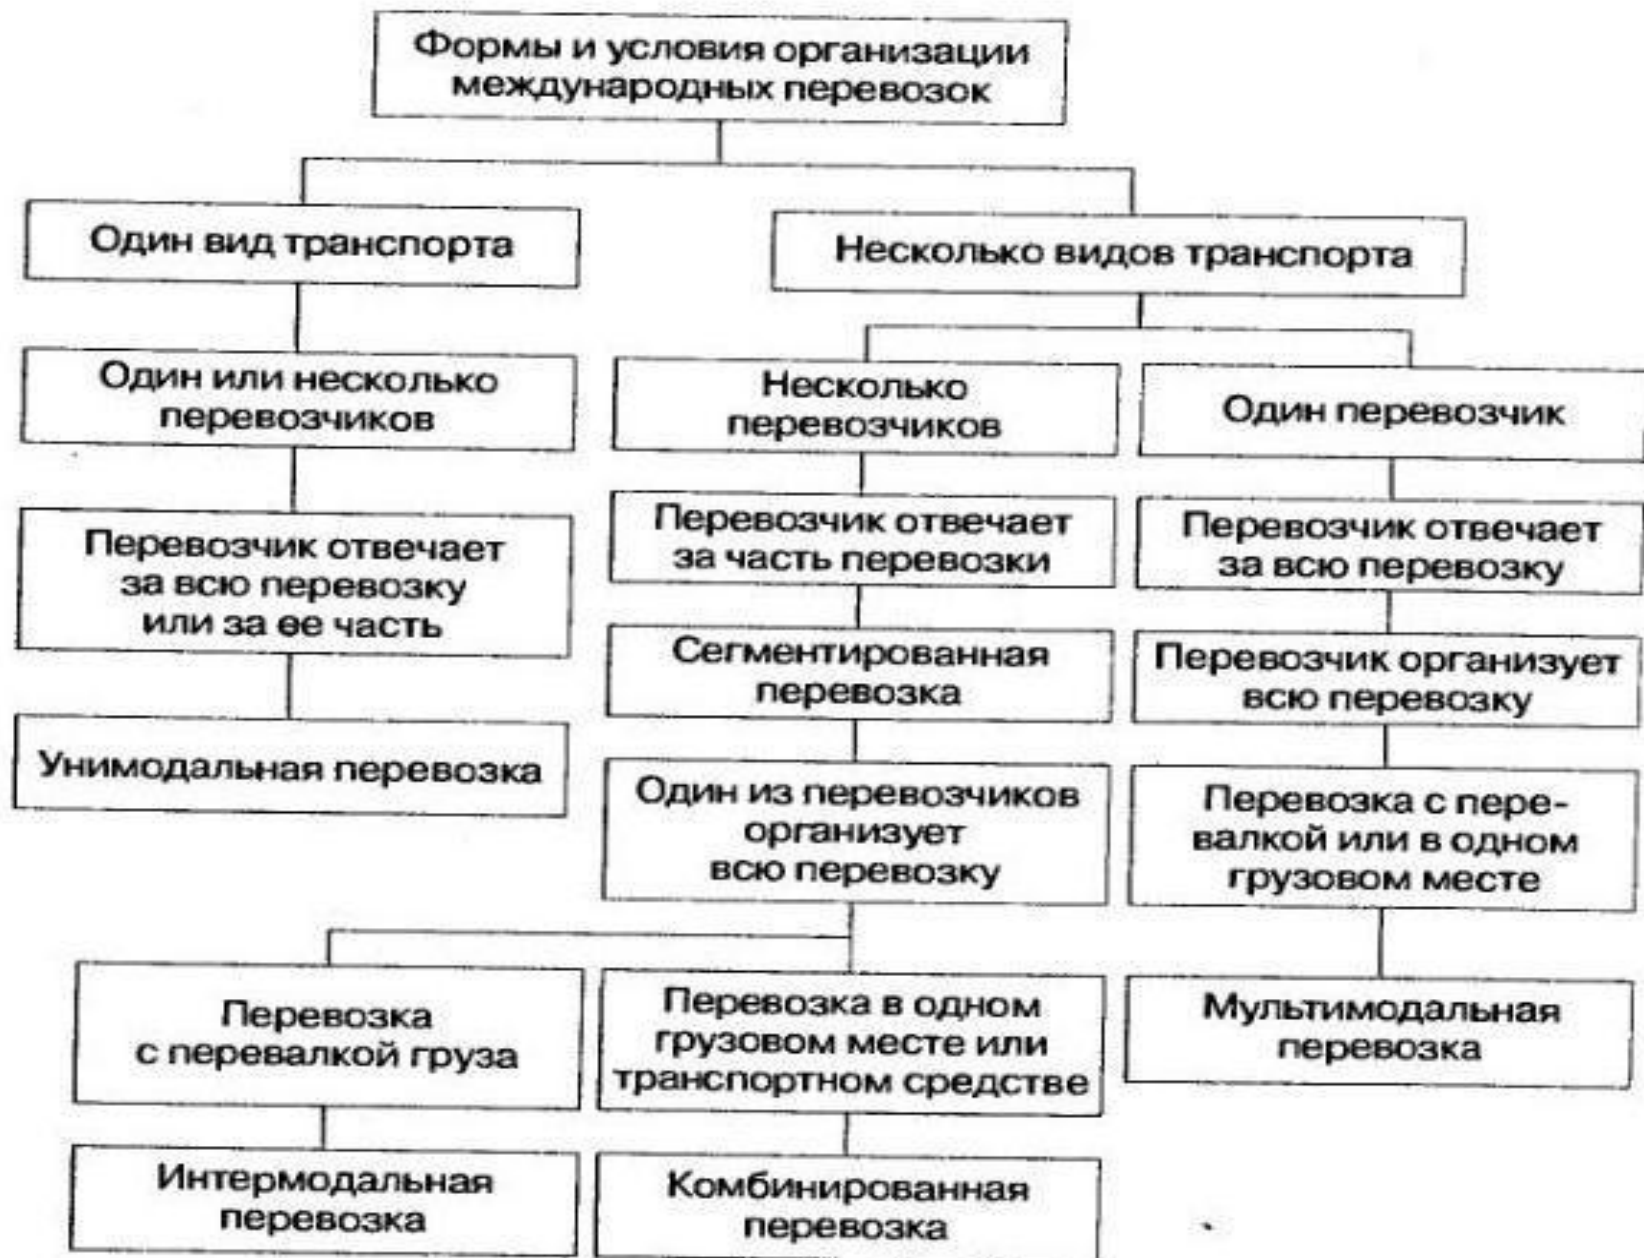 Формы и условия организации
международных перевозок
Один вид транспорта
Несколько видов транспорта
Один или несколько
перевозчиков
Несколько
перевозчиков
Один перевозчик
Перевозчик отвечает
за всю перевозку
или за ее часть
Перевозчик отвечает
за часть перевозки
Перевозчик отвечает
за всю перевозку
Сегментированная
перевозка
Перевозчик организует
всю перевозку
Унимодальная перевозка
Один из перевозчиков
организует
всю перевозку
Перевозка с пере-
валкой или в одном
грузовом месте
Перевозка
с перевалкой груза
Перевозка в одном
грузовом месте или
транспортном средстве
Мультимодальная
перевозка
Интермодальная
перевозка
Комбинированная
перевозка